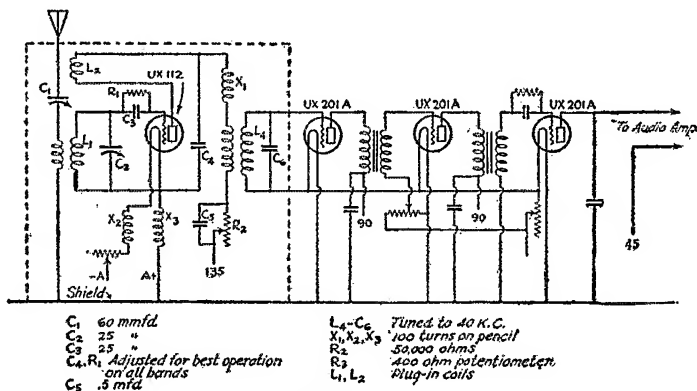 L₂
UX 112
X₁
C₁
R₁
C₃
L₁
C₂
C₄
L₄
C₆
UX 201A
UX 201A
UX 201A
To Audio Amp.
X₂
X₃
C₅
R₂
90
90
45
-A
A+
135
Shield
C₁ 60 mmfd
C₂ 25 "
C₃ 25 "
C₄, R₁ Adjusted for best operation
on all bands
C₅ .5 mfd
L₄-C₆ Tuned to 40 K.C.
X₁, X₂, X₃ 100 turns on pencil
R₂ 50,000 ohms
R₃ 400 ohm potentiometer
L₁, L₂ Plug-in coils